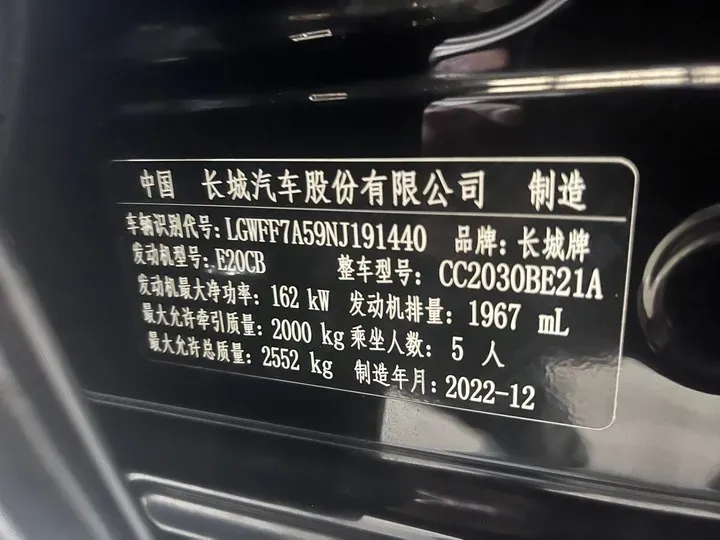 中国 长城汽车股份有限公司 制造
车辆识别代号: LGWFF7A59NJ191440 品牌: 长城牌
发动机型号: E20CB 整车型号: CC2030BE21A
发动机最大净功率: 162 kW 发动机排量: 1967 mL
最大允许牵引质量: 2000 kg 乘坐人数: 5 人
最大允许总质量: 2552 kg 制造年月: 2022-12